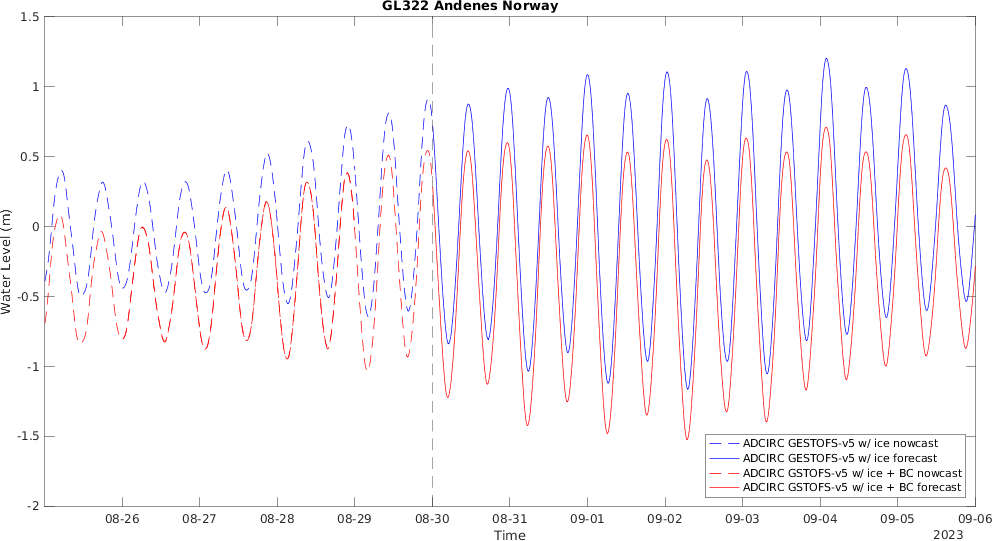 GL322 Andenes Norway
1.5
1
0.5
0
-0.5
-1
-1.5
-2
Water Level (m)
ADCIRC GESTOFS-v5 w/ ice nowcast
ADCIRC GESTOFS-v5 w/ ice forecast
ADCIRC GSTOFS-v5 w/ ice + BC nowcast
ADCIRC GSTOFS-v5 w/ ice + BC forecast
08-26 08-27 08-28 08-29 08-30 08-31 09-01 09-02 09-03 09-04 09-05 09-06
Time
2023